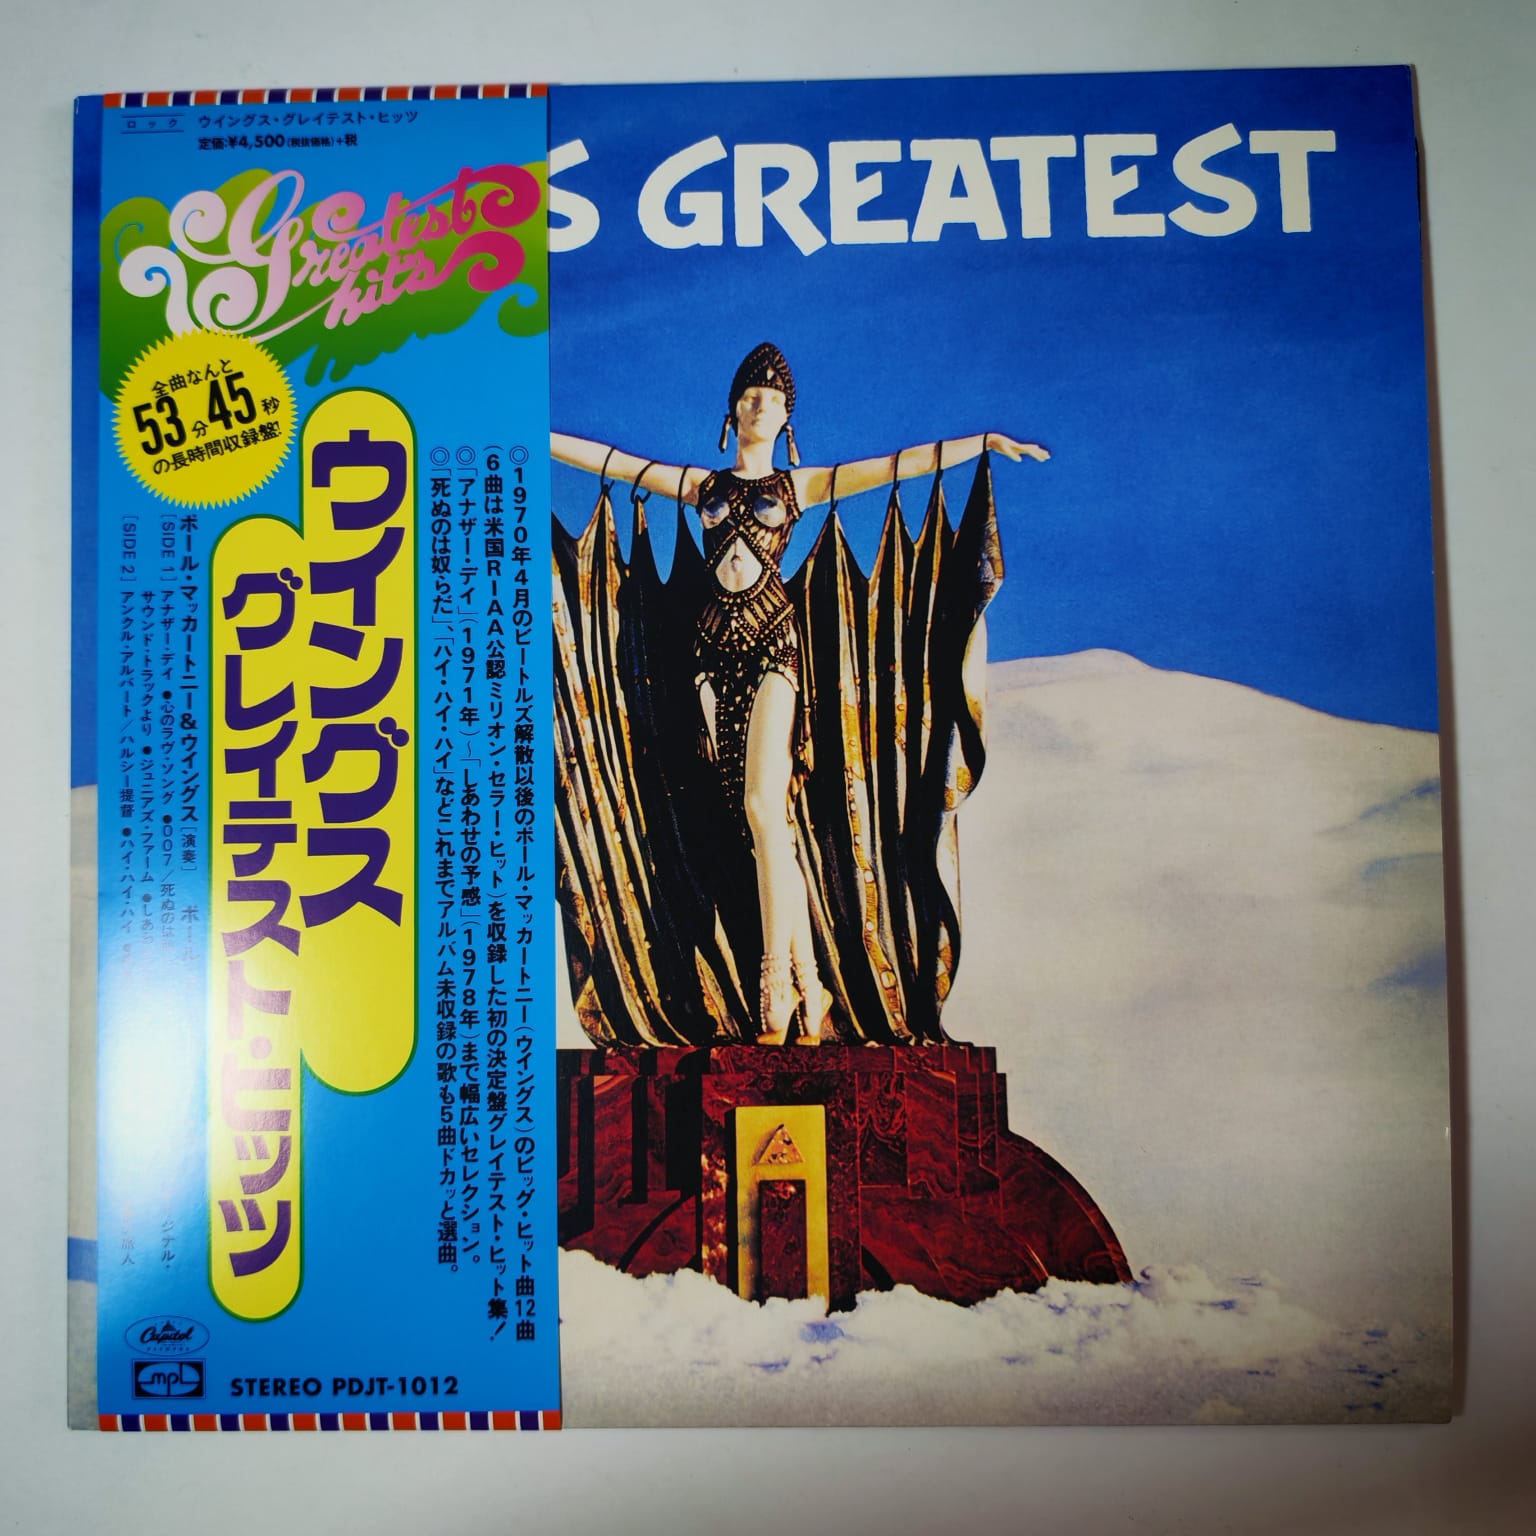 ロック
ウイングス・グレイテスト・ヒッツ
定価:¥4,500(税抜価格)+税
Greatest
hits
全曲なんと
53分45秒
の長時間収録盤!
S GREATEST
◎1970年4月のビートルズ解散以後のポール・マッカートニー(ウイングス)のビッグ・ヒット曲12曲
(6曲は米国RIAA公認ミリオン・セラー・ヒット)を収録した初の決定盤グレイテスト・ヒット集!
◎「アナザー・デイ」(1971年)〜「しあわせの予感」(1978年)まで幅広いセレクション。
◎「死ぬのは奴らだ」、「ハイ・ハイ・ハイ」などこれまでアルバム未収録の歌も5曲ドカッと選曲。
ウイングス
グレイテスト・ヒッツ
ポール・マッカートニー&ウイングス[演奏] ポール
[SIDE 1]アナザー・デイ ●心のラヴ・ソング ●007/死ぬのは
サウンド・トラックより ●ジュニアズ・ファーム ●しあ
[SIDE 2]アンクル・アルバート/ハルシー提督 ●ハイ・ハイ・ハイ
ジナル・
旅人
Capitol
RECORDS
mpl
STEREO PDJT-1012